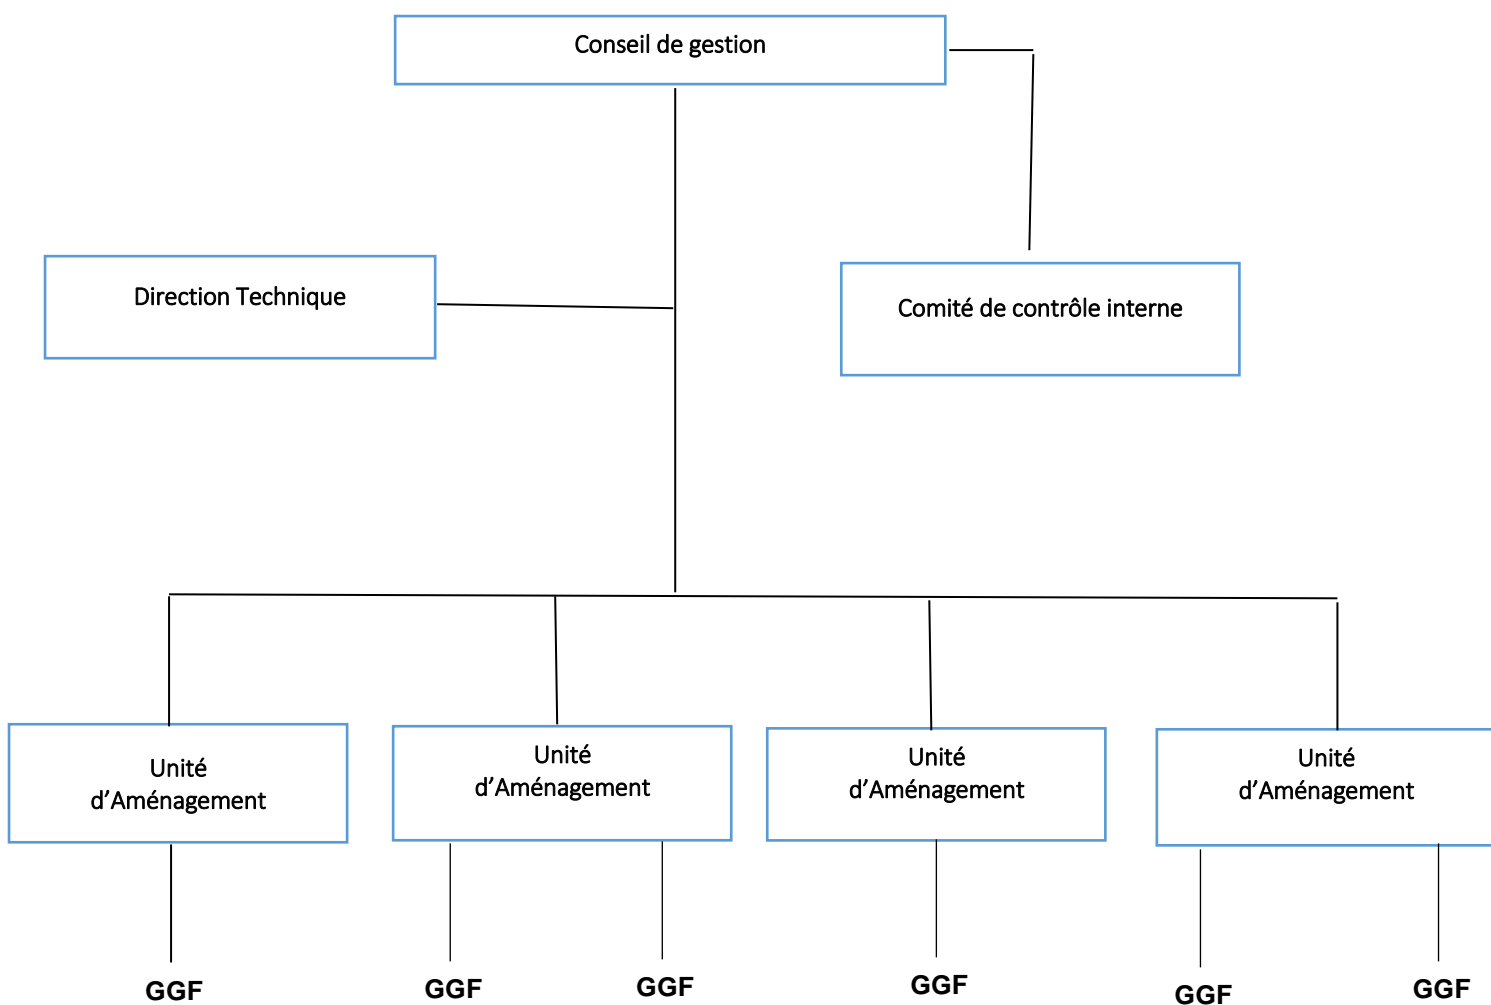 Conseil de gestion
Direction Technique
Comité de contrôle interne
Unité
d’Aménagement
Unité
d’Aménagement
Unité
d’Aménagement
Unité
d’Aménagement
GGF
GGF
GGF
GGF
GGF
GGF